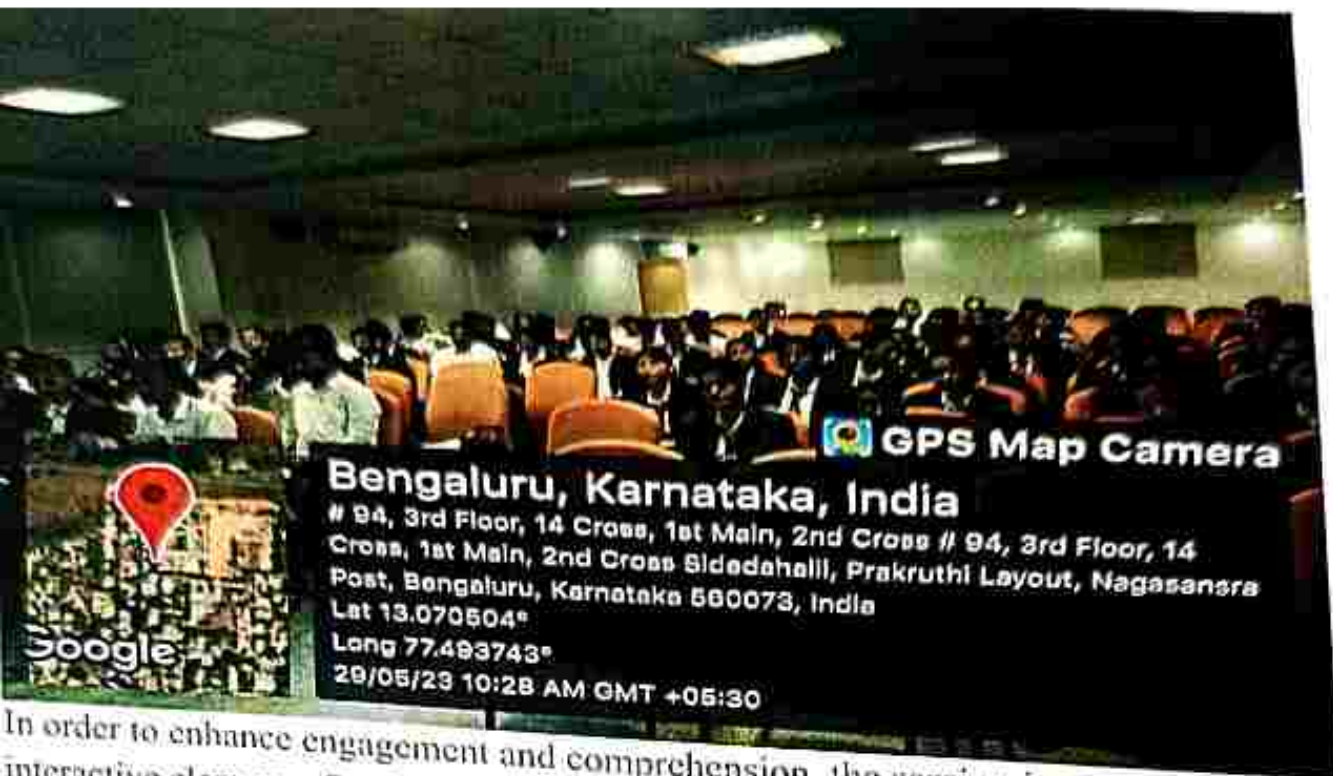 GPS Map Camera
Bengaluru, Karnataka, India
# 94, 3rd Floor, 14 Cross, 1st Main, 2nd Cross # 94, 3rd Floor, 14
Cross, 1st Main, 2nd Cross Sidedahalli, Prakruthi Layout, Nagasansra
Post, Bengaluru, Karnataka 560073, India
Lat 13.070504°
Long 77.493743°
29/05/23 10:28 AM GMT +05:30
Google
In order to enhance engagement and comprehension, the
interactive